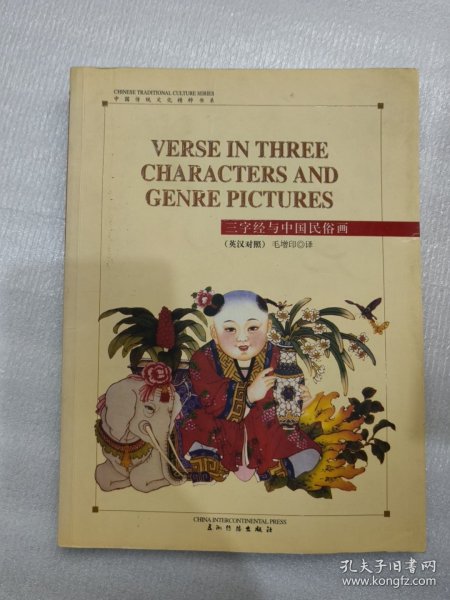 CHINESE TRADITIONAL CULTURE SERIES
中国传统文化精粹书系
VERSE IN THREE
CHARACTERS AND
GENRE PICTURES
三字经与中国民俗画
(英汉对照) 毛增印◎译
CHINA INTERCONTINENTAL PRESS
五洲传播出版社
孔夫子旧书网
www.kongfz.com